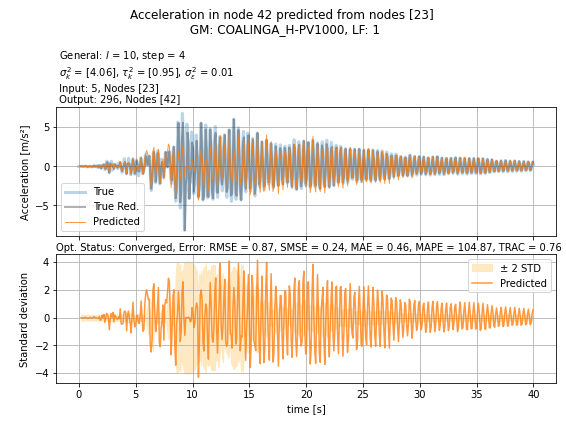 Acceleration in node 42 predicted from nodes [23]
GM: COALINGA_H-PV1000, LF: 1
General: l = 10, step = 4
σ²ₖ = [4.06], τ²ₖ = [0.95], σ²ₑ = 0.01
Input: 5, Nodes [23]
Output: 296, Nodes [42]
Acceleration [m/s²]
5
0
−5
True
True Red.
Predicted
Opt. Status: Converged, Error: RMSE = 0.87, SMSE = 0.24, MAE = 0.46, MAPE = 104.87, TRAC = 0.76
Standard deviation
4
2
0
−2
−4
± 2 STD
Predicted
0 5 10 15 20 25 30 35 40
time [s]